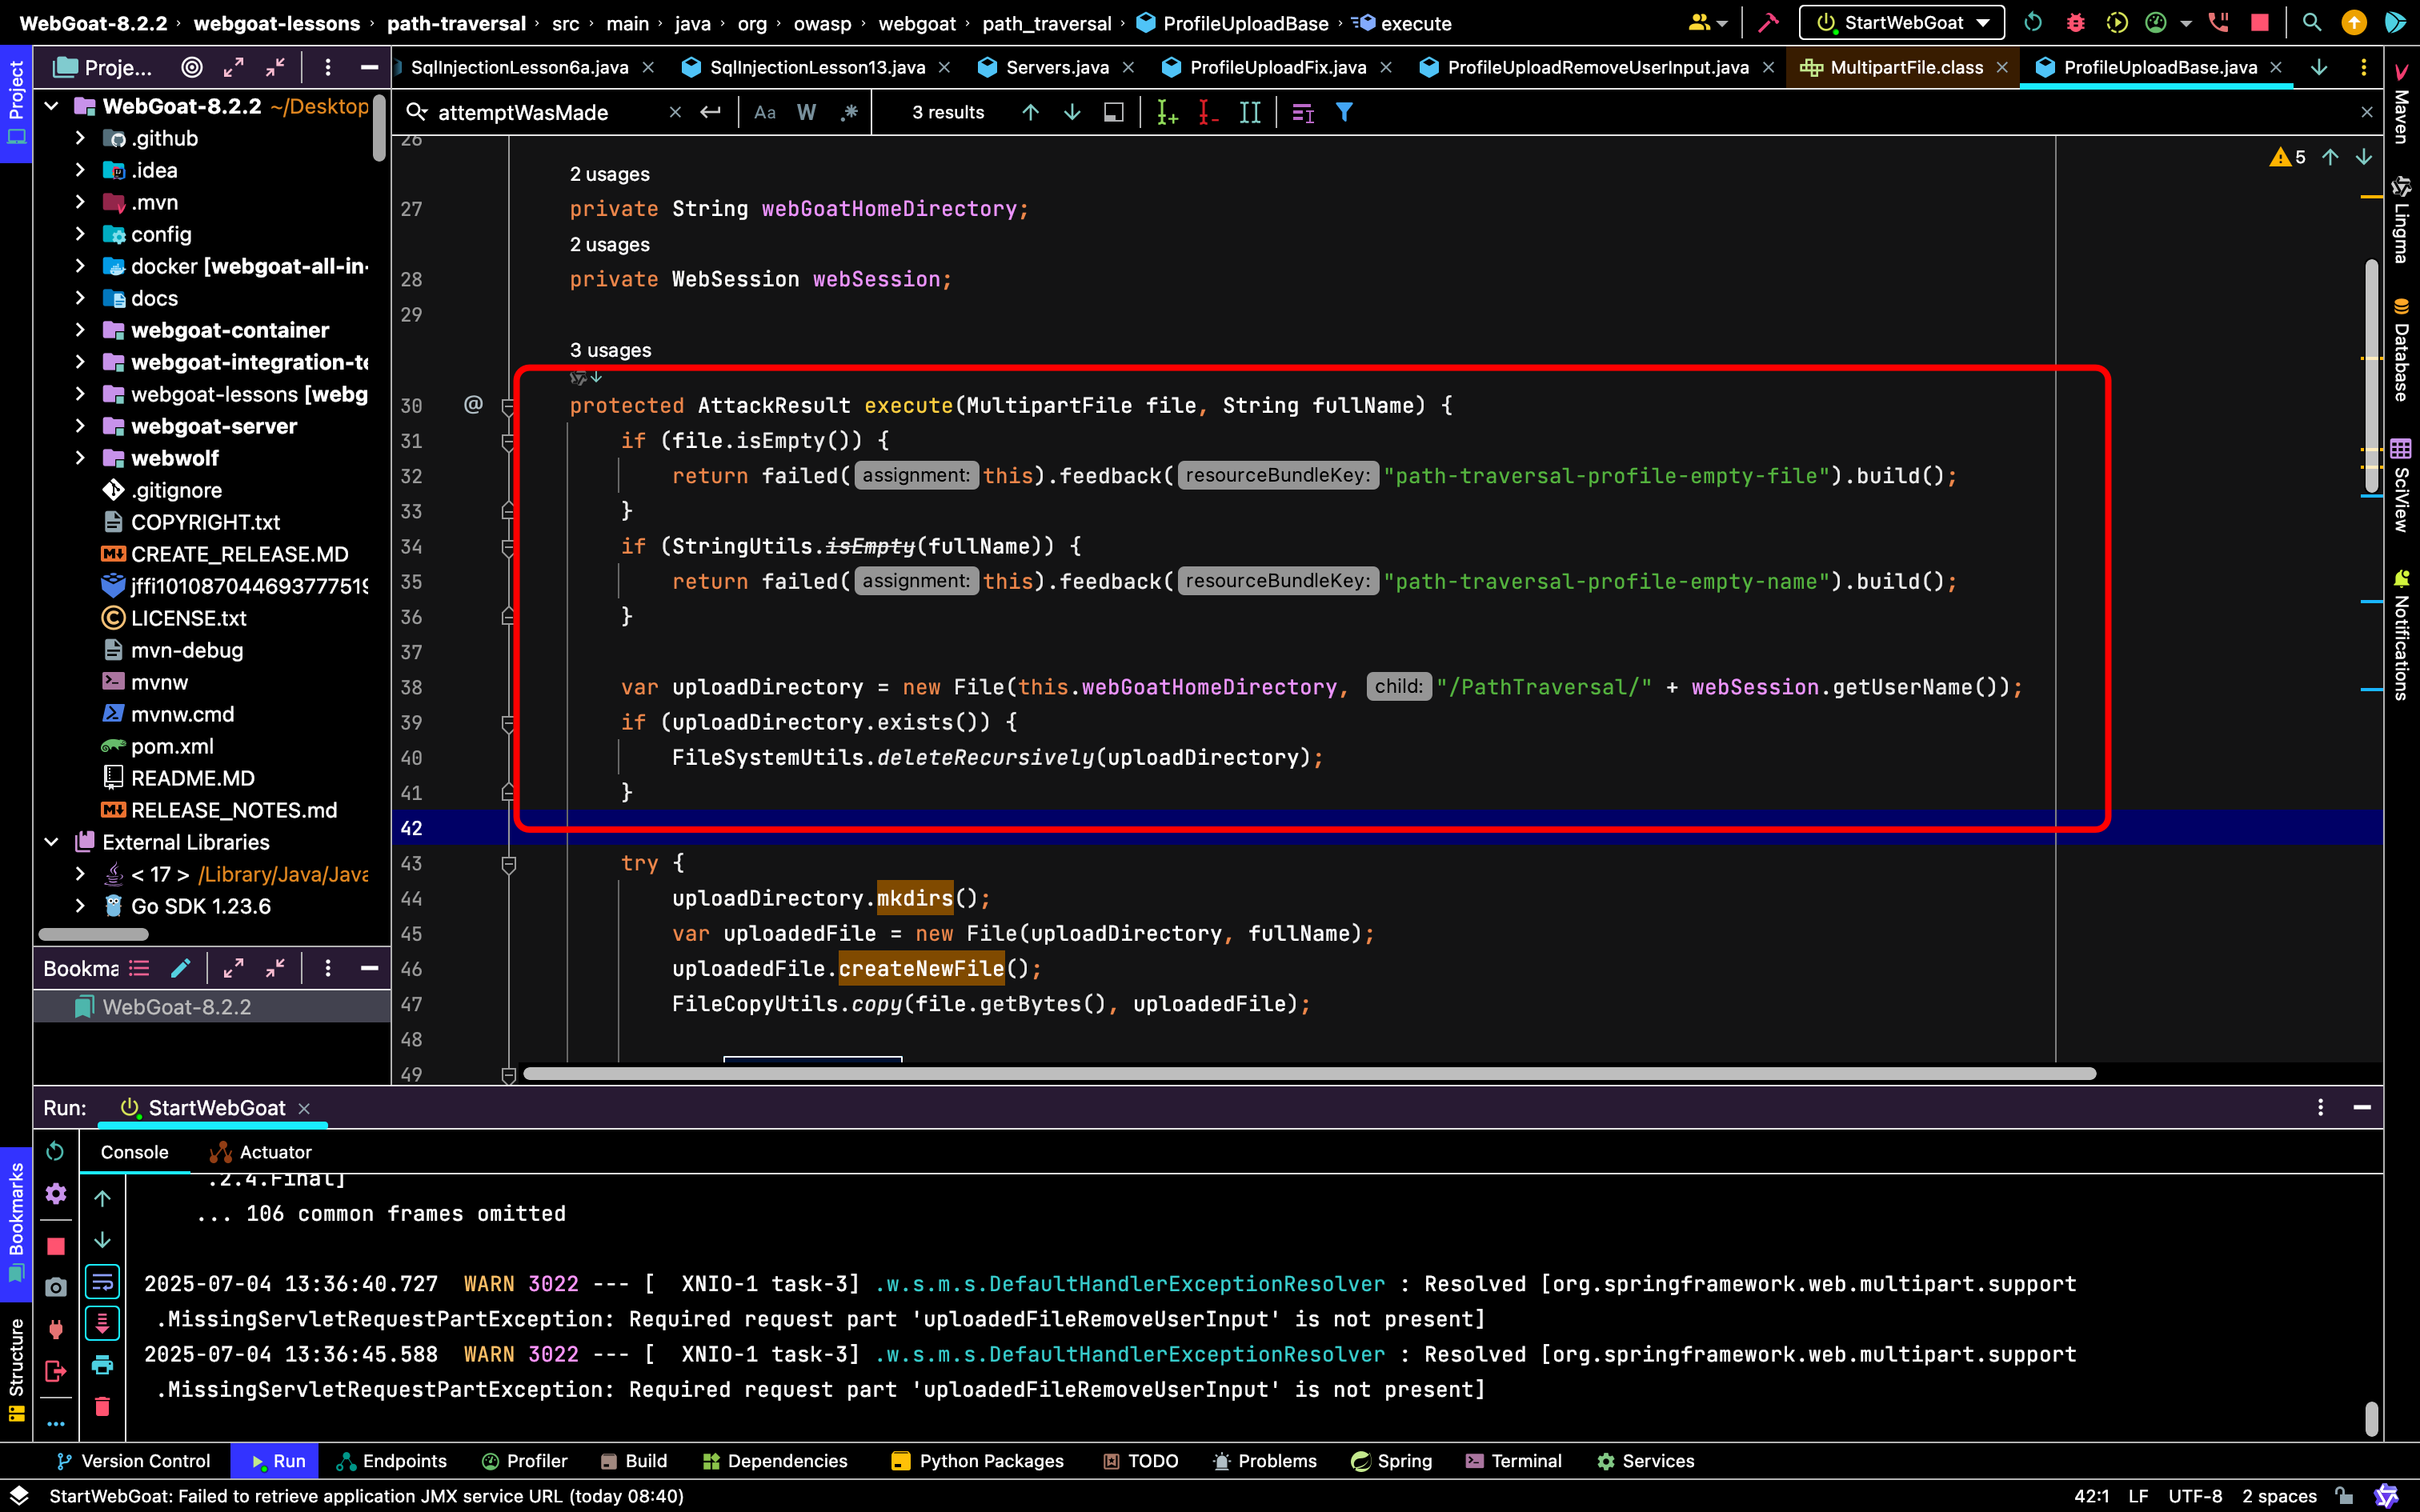 WebGoat-8.2.2 › webgoat-lessons › path-traversal › src › main › java › org › owasp › webgoat › path_traversal › ProfileUploadBase › execute
StartWebGoat
Project
Proje...
SqlInjectionLesson6a.java
SqlInjectionLesson13.java
Servers.java
ProfileUploadFix.java
ProfileUploadRemoveUserInput.java
MultipartFile.class
ProfileUploadBase.java
attemptWasMade
Aa
W
.*
3 results
WebGoat-8.2.2 ~/Desktop
.github
.idea
.mvn
config
docker [webgoat-all-in-
docs
webgoat-container
webgoat-integration-te
webgoat-lessons [webg
webgoat-server
webwolf
.gitignore
COPYRIGHT.txt
CREATE_RELEASE.MD
LICENSE.txt
mvn-debug
mvnw
mvnw.cmd
pom.xml
README.MD
RELEASE_NOTES.md
External Libraries
< 17 > /Library/Java/Java
Go SDK 1.23.6
Bookma
WebGoat-8.2.2
5
26
2 usages
27 private String webGoatHomeDirectory;
2 usages
28 private WebSession webSession;
29
3 usages
30 @ protected AttackResult execute(MultipartFile file, String fullName) {
31 if (file.isEmpty()) {
32 return failed( assignment: this).feedback( resourceBundleKey: "path-traversal-profile-empty-file").build();
33 }
34 if (StringUtils.isEmpty(fullName)) {
35 return failed( assignment: this).feedback( resourceBundleKey: "path-traversal-profile-empty-name").build();
36 }
37
38 var uploadDirectory = new File(this.webGoatHomeDirectory, child: "/PathTraversal/" + webSession.getUserName());
39 if (uploadDirectory.exists()) {
40 FileSystemUtils.deleteRecursively(uploadDirectory);
41 }
42
43 try {
44 uploadDirectory.mkdirs();
45 var uploadedFile = new File(uploadDirectory, fullName);
46 uploadedFile.createNewFile();
47 FileCopyUtils.copy(file.getBytes(), uploadedFile);
48
49
Maven
Lingma
Database
SciView
Notifications
Run:
StartWebGoat
Console
Actuator
Bookmarks
Structure
.2.4.Final]
... 106 common frames omitted
2025-07-04 13:36:40.727 WARN 3022 --- [ XNIO-1 task-3] .w.s.m.s.DefaultHandlerExceptionResolver : Resolved [org.springframework.web.multipart.support
.MissingServletRequestPartException: Required request part 'uploadedFileRemoveUserInput' is not present]
2025-07-04 13:36:45.588 WARN 3022 --- [ XNIO-1 task-3] .w.s.m.s.DefaultHandlerExceptionResolver : Resolved [org.springframework.web.multipart.support
.MissingServletRequestPartException: Required request part 'uploadedFileRemoveUserInput' is not present]
Version Control
Run
Endpoints
Profiler
Build
Dependencies
Python Packages
TODO
Problems
Spring
Terminal
Services
StartWebGoat: Failed to retrieve application JMX service URL (today 08:40)
42:1 LF UTF-8 2 spaces